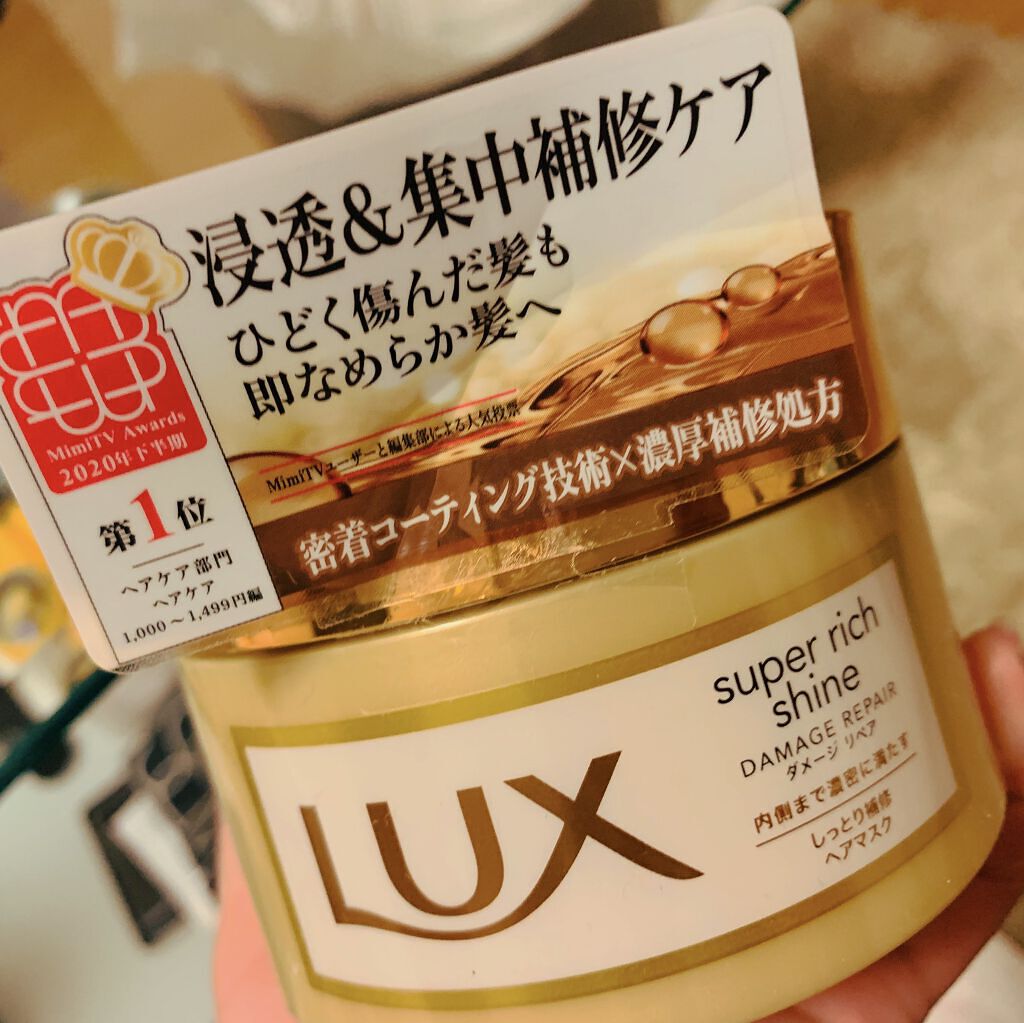 浸透&集中補修ケア
ひどく傷んだ髪も
即なめらか髪へ
MimiTVユーザーと編集部による人気投票
密着コーティング技術×濃厚補修処方
MimiTV Awards
2020年下半期
第1位
ヘアケア部門
ヘアケア
1,000〜1,499円編
LUX
super rich
shine
DAMAGE REPAIR
ダメージ リペア
内側まで濃密に満たす
しっとり補修
ヘアマスク